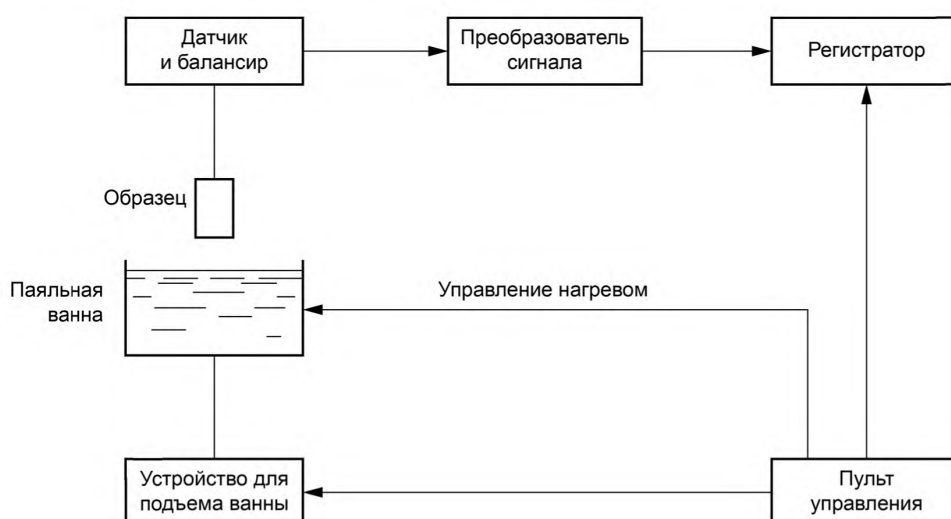 Датчик
и балансир
Преобразователь
сигнала
Регистратор
Образец
Паяльная
ванна
Управление нагревом
Устройство для
подъема ванны
Пульт
управления